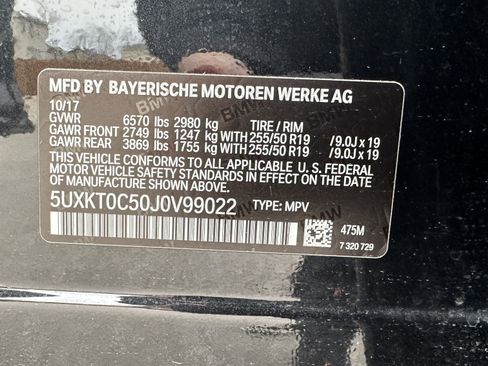 MFD BY BAYERISCHE MOTOREN WERKE AG
10/17
GVWR 6570 lbs 2980 kg TIRE / RIM
GAWR FRONT 2749 lbs 1247 kg WITH 255/50 R19 /9.0J x 19
GAWR REAR 3869 lbs 1755 kg WITH 255/50 R19 /9.0J x 19
THIS VEHICLE CONFORMS TO ALL APPLICABLE U. S. FEDERAL
MOTOR VEHICLE SAFETY STANDARDS IN EFFECT ON THE
DATE OF MANUFACTURE SHOWN ABOVE.
5UXKT0C50J0V99022 TYPE: MPV
475M
7 320 729